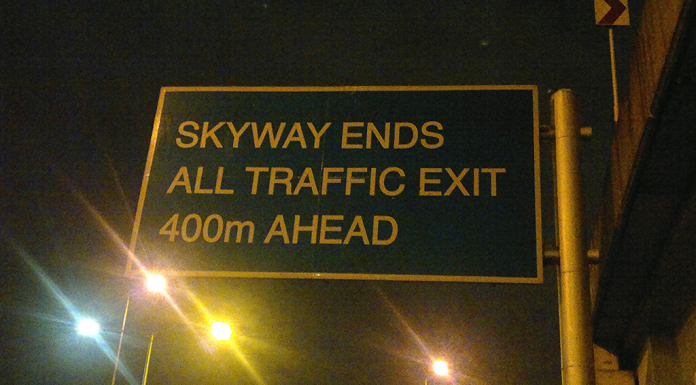 SKYWAY ENDS
ALL TRAFFIC EXIT
400m AHEAD